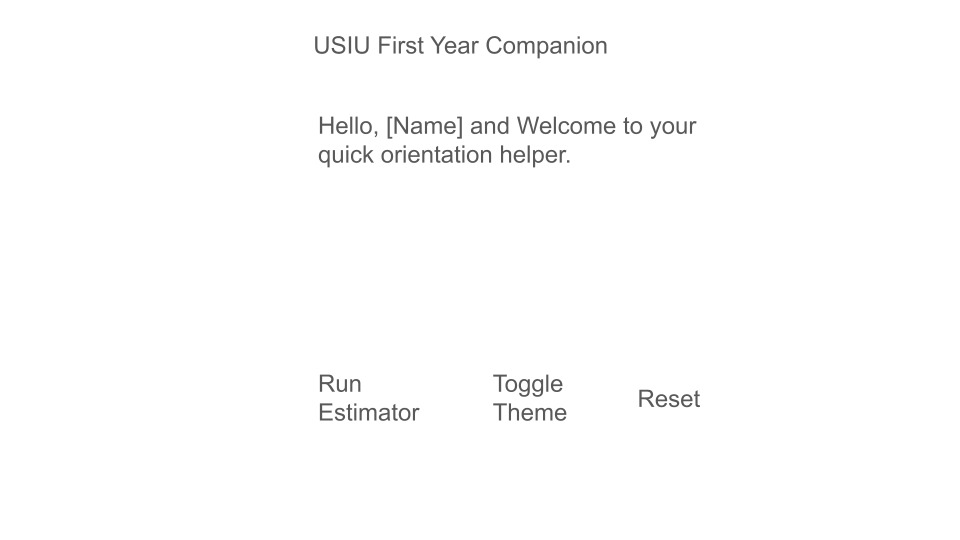 USIU First Year Companion
Hello, [Name] and Welcome to your
quick orientation helper.
Run
Estimator
Toggle
Theme
Reset